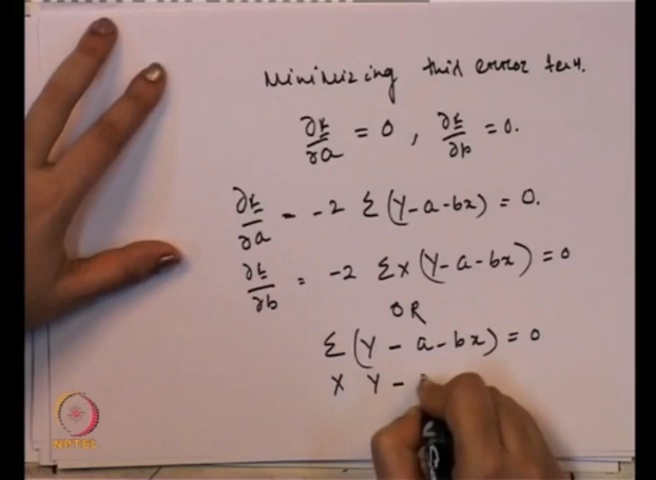 Minimizing this error term.
∂E/∂a = 0 , ∂E/∂b = 0.
∂E/∂a = -2 Σ(Y-a-bx) = 0.
∂E/∂b = -2 Σx(Y-a-bx) = 0
OR
Σ(Y - a - bx) = 0
x Y -
NPTEL